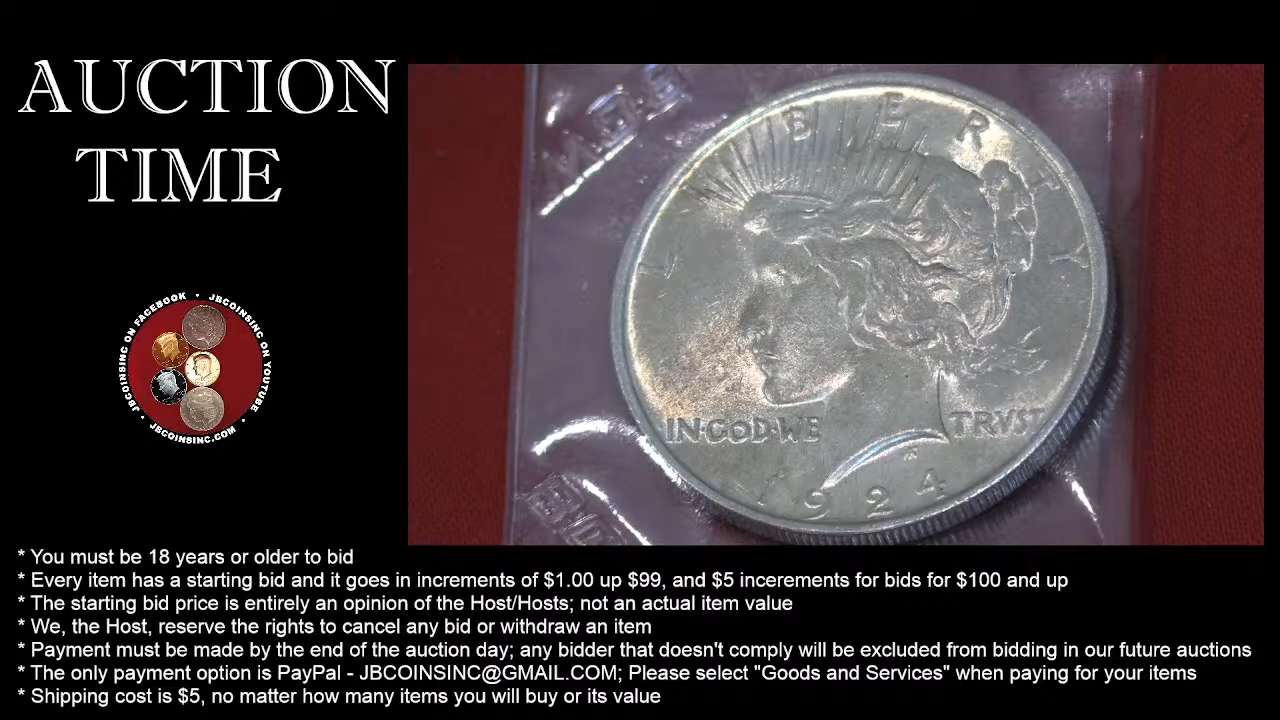 AUCTION
TIME
JBCOINSINC ON FACEBOOK • JBCOINSINC ON YOUTUBE • JBCOINSINC.COM •
LIBERTY
IN·GOD·WE TRVST
1924
* You must be 18 years or older to bid
* Every item has a starting bid and it goes in increments of $1.00 up $99, and $5 incerements for bids for $100 and up
* The starting bid price is entirely an opinion of the Host/Hosts; not an actual item value
* We, the Host, reserve the rights to cancel any bid or withdraw an item
* Payment must be made by the end of the auction day; any bidder that doesn't comply will be excluded from bidding in our future auctions
* The only payment option is PayPal - JBCOINSINC@GMAIL.COM; Please select "Goods and Services" when paying for your items
* Shipping cost is $5, no matter how many items you will buy or its value